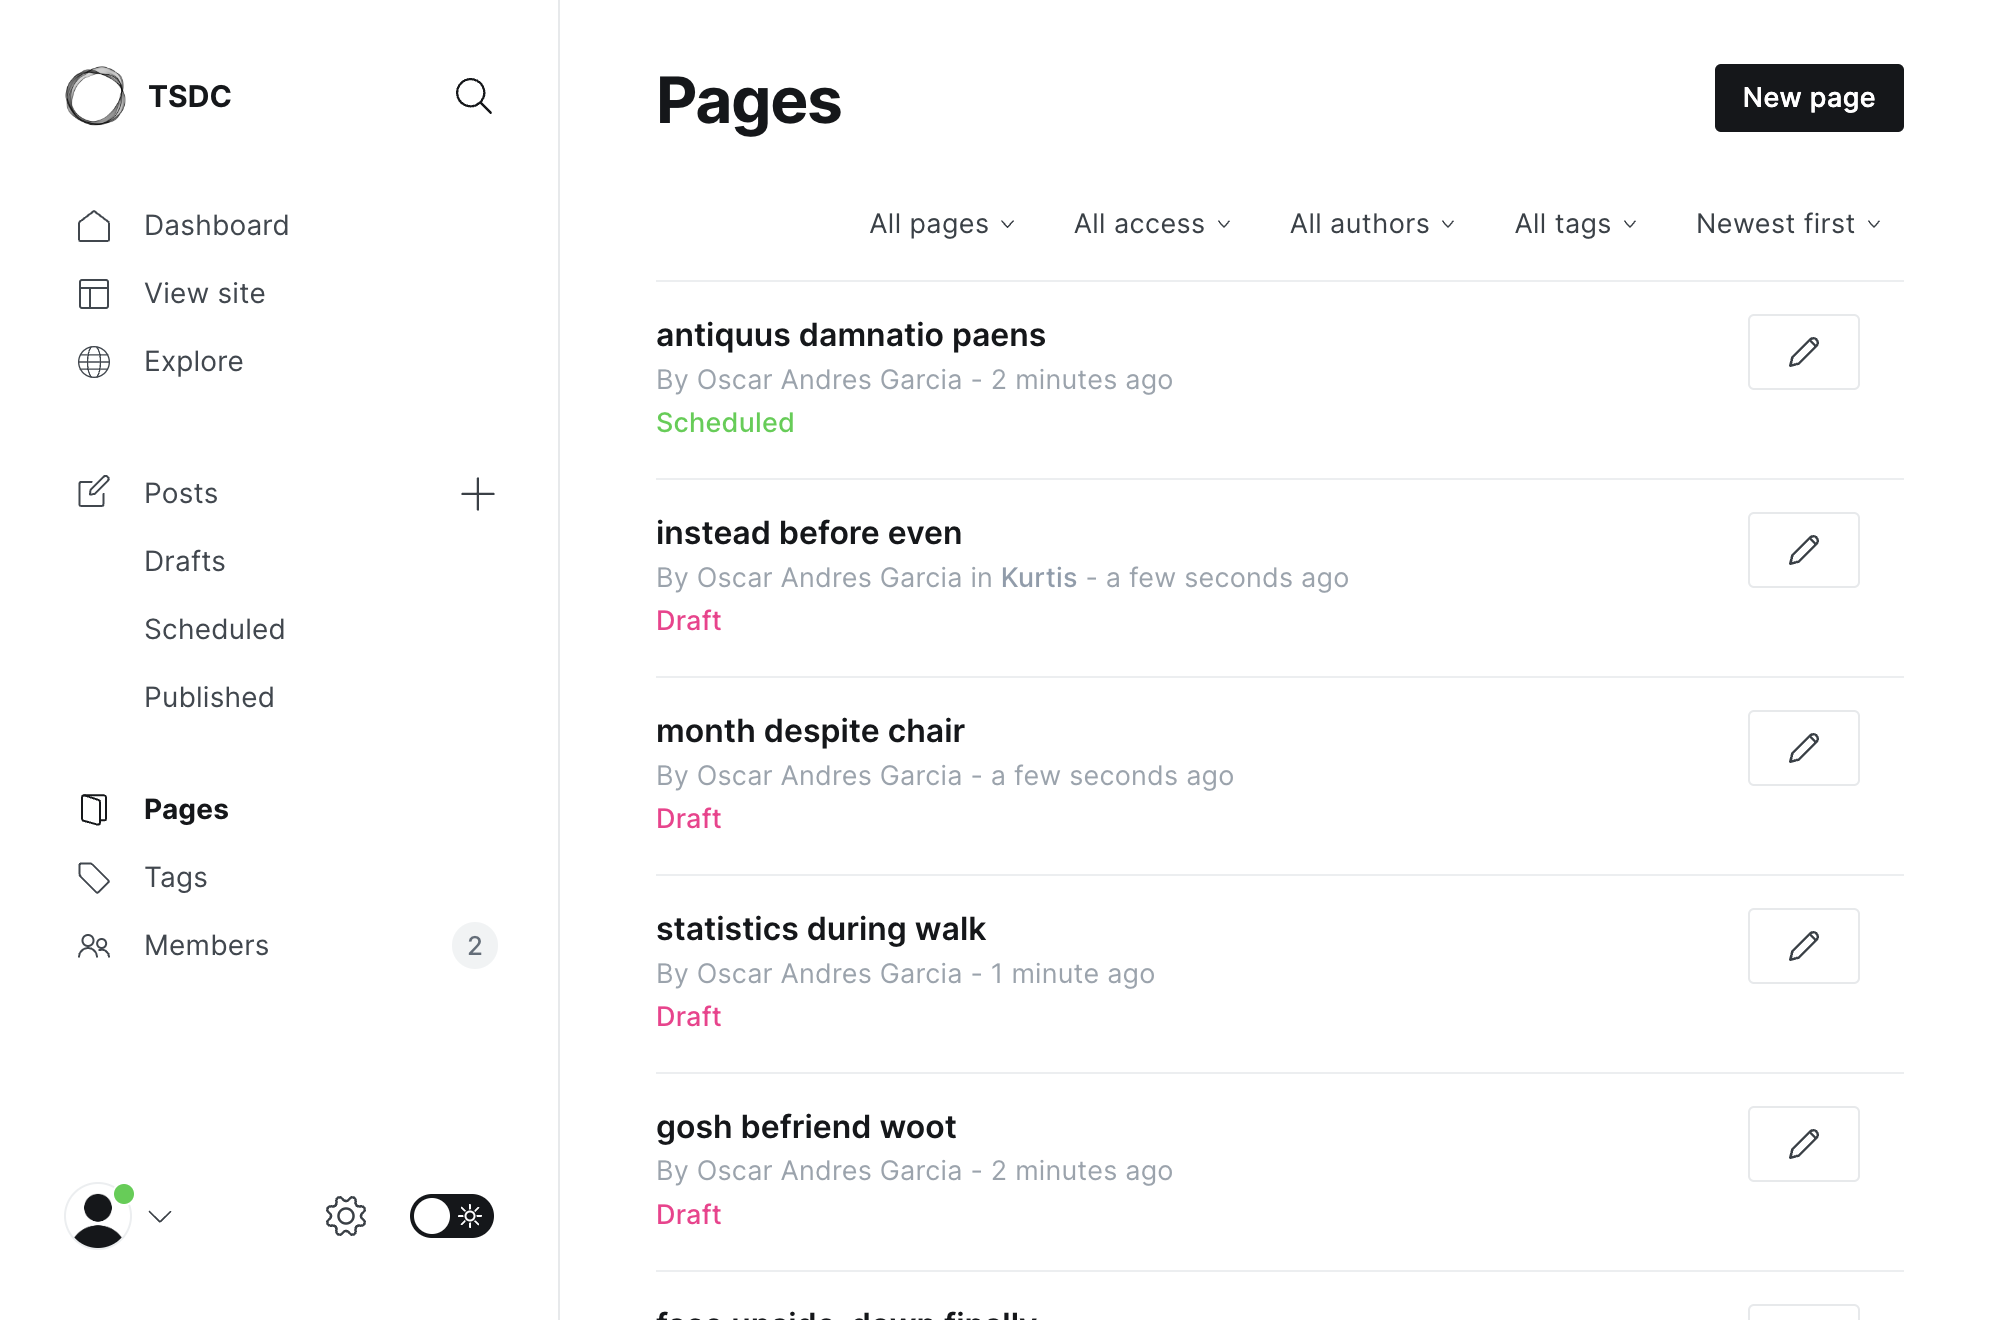 TSDC
Dashboard
View site
Explore
Posts
Drafts
Scheduled
Published
Pages
Tags
Members 2
Pages
New page
All pages All access All authors All tags Newest first
antiquus damnatio paens
By Oscar Andres Garcia - 2 minutes ago
Scheduled
instead before even
By Oscar Andres Garcia in Kurtis - a few seconds ago
Draft
month despite chair
By Oscar Andres Garcia - a few seconds ago
Draft
statistics during walk
By Oscar Andres Garcia - 1 minute ago
Draft
gosh befriend woot
By Oscar Andres Garcia - 2 minutes ago
Draft
upside-down finally